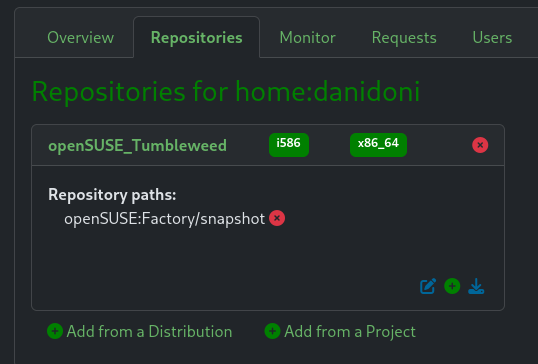 Overview Repositories Monitor Requests Users
Repositories for home:danidoni
openSUSE_Tumbleweed i586 x86_64
Repository paths:
openSUSE:Factory/snapshot
Add from a Distribution Add from a Project